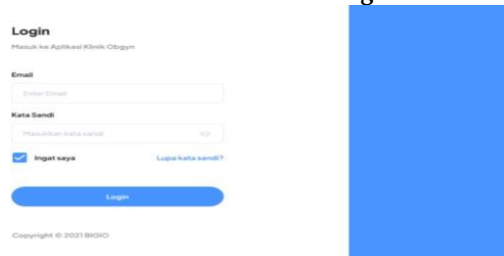 Login
Masuk ke Aplikasi Klinik Obgyn
Email
Enter Email
Kata Sandi
Masukkan kata sandi
Ingat saya
Lupa kata sandi?
Login
Copyright © 2021 BIGIO